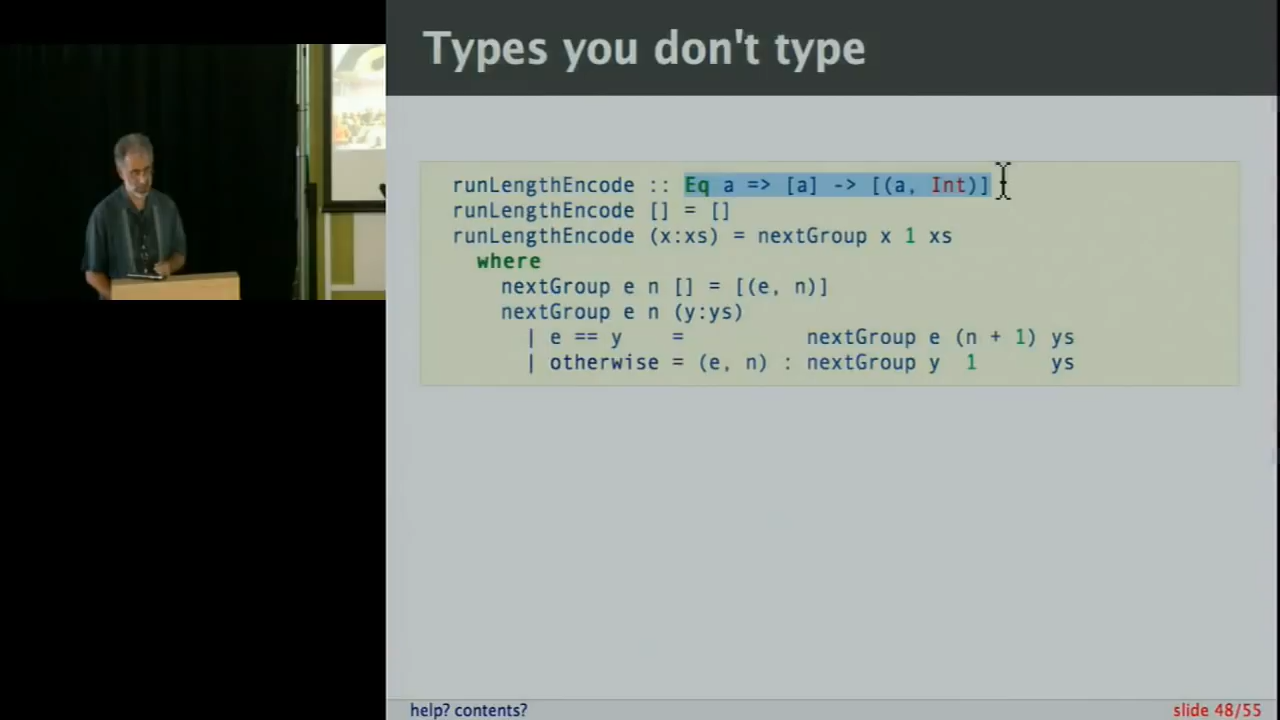 Types you don't type
runLengthEncode :: Eq a => [a] -> [(a, Int)]
runLengthEncode [] = []
runLengthEncode (x:xs) = nextGroup x 1 xs
where
nextGroup e n [] = [(e, n)]
nextGroup e n (y:ys)
| e == y = nextGroup e (n + 1) ys
| otherwise = (e, n) : nextGroup y 1 ys
help? contents?
slide 48/55